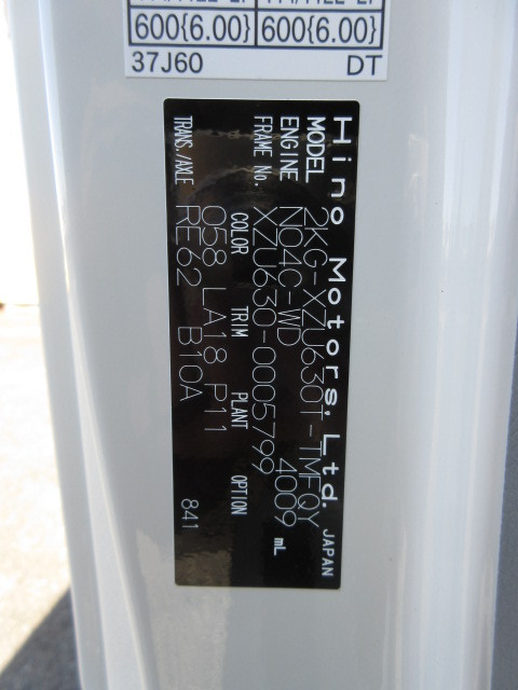 600{6.00} 600{6.00}
37J60 DT
Hino Motors, Ltd. JAPAN
MODEL 2KG-XZU630T-TMFQY
ENGINE N04C-WD 4009 mL
FRAME No. XZU630-0005799
COLOR TRIM PLANT OPTION
058 LA18 P11
TRANS./AXLE RE62 B10A 841